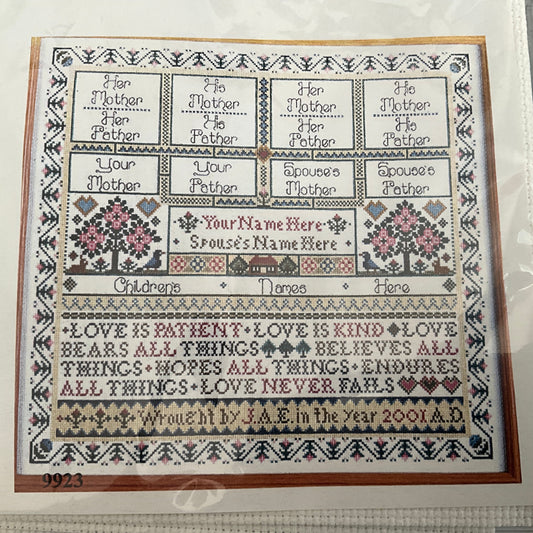 Her Mother Her Father
His Mother His Father
Her Mother Her Father
His Mother His Father
Your Mother
Your Father
Spouse's Mother
Spouse's Father
Your Name Here
Spouse's Name Here
Children's Names Here
LOVE IS PATIENT LOVE IS KIND LOVE
BEARS ALL THINGS BELIEVES ALL
THINGS HOPES ALL THINGS ENDURES
ALL THINGS LOVE NEVER FAILS
Wrought by J.A.E. in the year 2001 A.D
9923